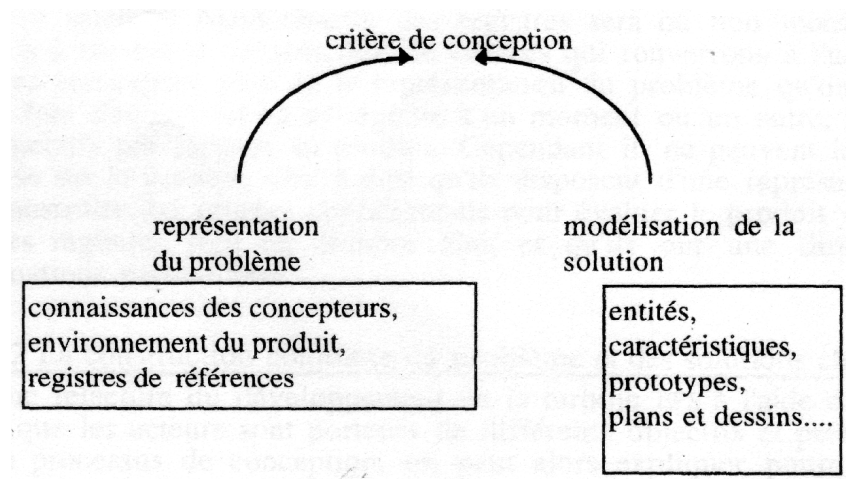 critère de conception
représentation
du problème
modélisation de la
solution
connaissances des concepteurs,
environnement du produit,
registres de références
entités,
caractéristiques,
prototypes,
plans et dessins....